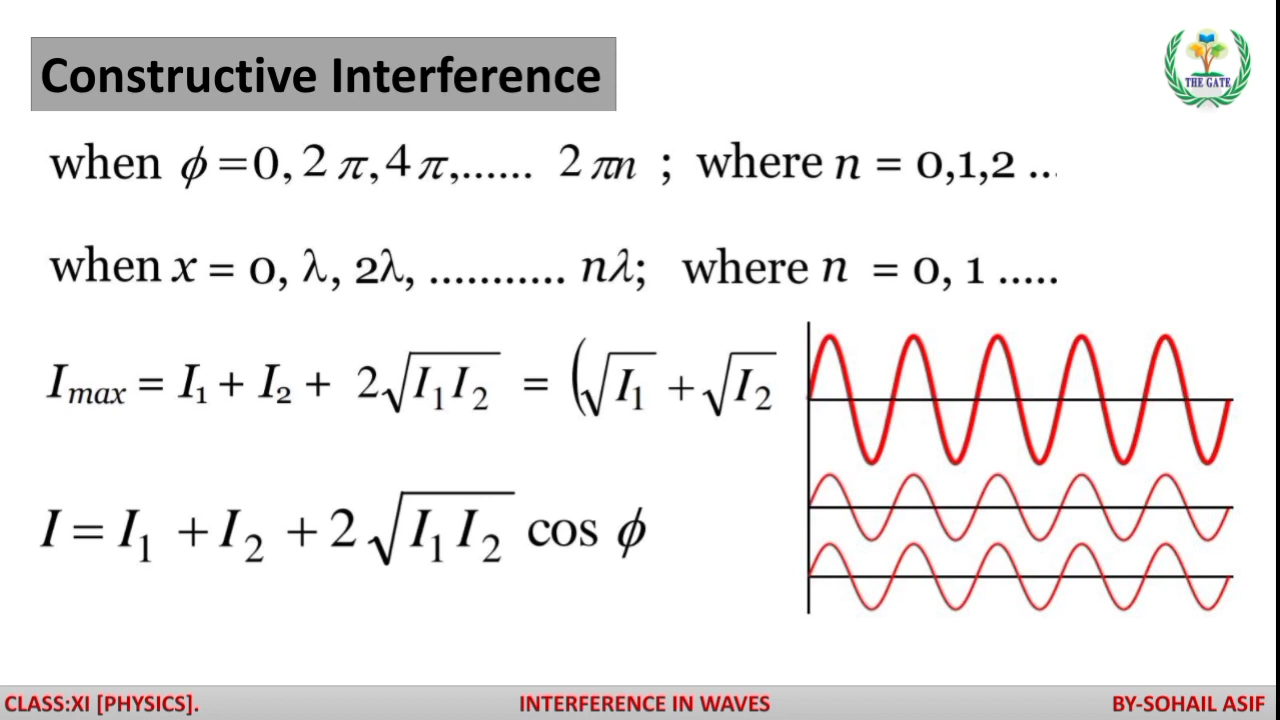 Constructive Interference
THE GATE
when ϕ = 0, 2 π, 4 π,...... 2 πn ; where n = 0,1,2 ...
when x = 0, λ, 2λ, ........... nλ; where n = 0, 1 .....
Imax = I₁ + I₂ + 2√I₁I₂ = (√I₁ + √I₂
I = I₁ + I₂ + 2√I₁I₂ cos ϕ
CLASS:XI [PHYSICS]. INTERFERENCE IN WAVES BY-SOHAIL ASIF